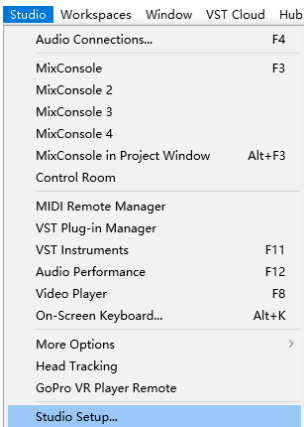 Studio Workspaces Window VST Cloud Hub
Audio Connections... F4
MixConsole F3
MixConsole 2
MixConsole 3
MixConsole 4
MixConsole in Project Window Alt+F3
Control Room
MIDI Remote Manager
VST Plug-in Manager
VST Instruments F11
Audio Performance F12
Video Player F8
On-Screen Keyboard... Alt+K
More Options >
Head Tracking
GoPro VR Player Remote
Studio Setup...